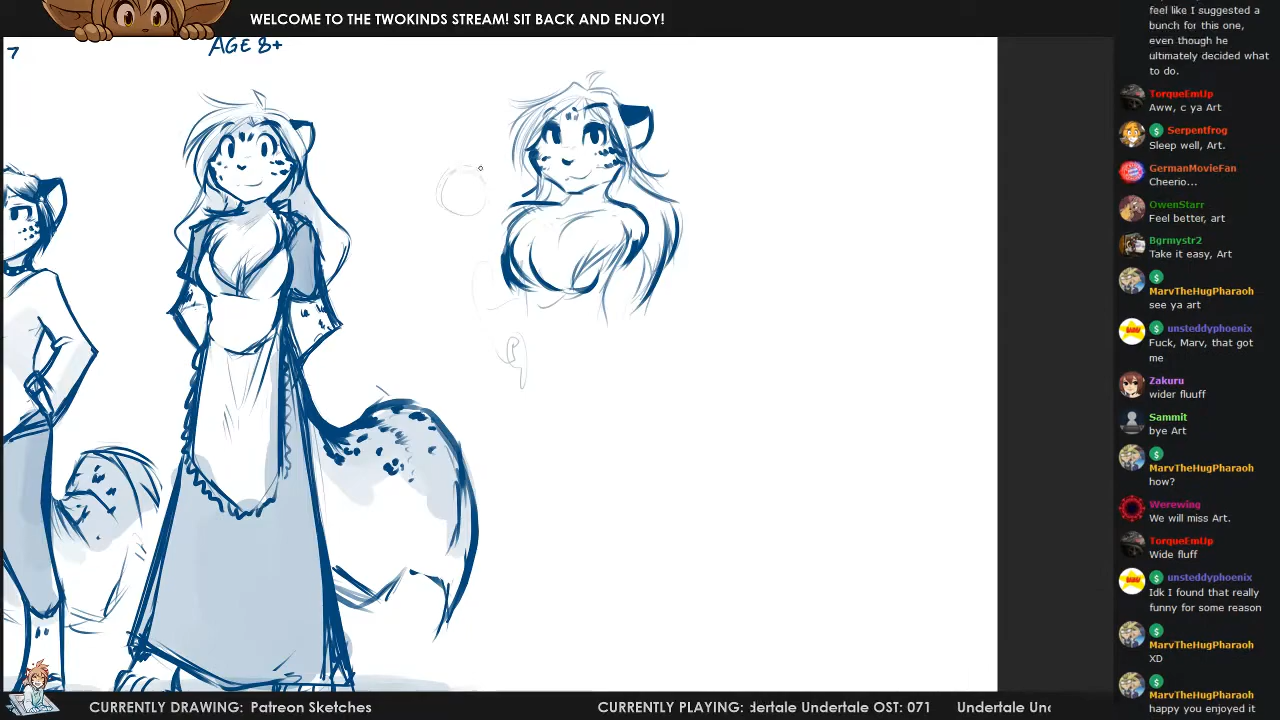 WELCOME TO THE TWOKINDS STREAM! SIT BACK AND ENJOY!
7
AGE 8+
feel like I suggested a
bunch for this one,
even though he
ultimately decided what
to do.
TorqueEmUp
Aww, c ya Art
Serpentfrog
Sleep well, Art.
GermanMovieFan
Cheerio...
OwenStarr
Feel better, art
Bgrmystr2
Take it easy, Art
MarvTheHugPharaoh
see ya art
unsteddyphoenix
Fuck, Marv, that got
me
Zakuru
wider fluuff
Sammit
bye Art
MarvTheHugPharaoh
how?
Werewing
We will miss Art.
TorqueEmUp
Wide fluff
unsteddyphoenix
Idk I found that really
funny for some reason
MarvTheHugPharaoh
XD
MarvTheHugPharaoh
happy you enjoyed it
CURRENTLY DRAWING: Patreon Sketches
CURRENTLY PLAYING: dertale Undertale OST: 071 Undertale Un